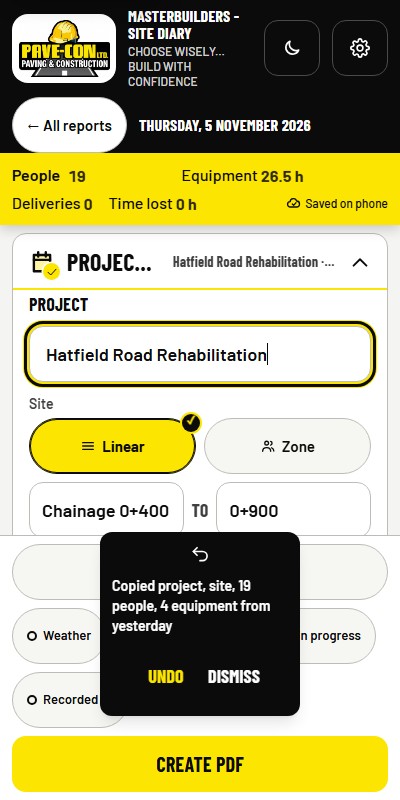 PAVE-CON LTD.
PAVING & CONSTRUCTION
MASTERBUILDERS -
SITE DIARY
CHOOSE WISELY...
BUILD WITH
CONFIDENCE
← All reports
THURSDAY, 5 NOVEMBER 2026
People 19
Equipment 26.5 h
Deliveries 0
Time lost 0 h
Saved on phone
PROJEC...
Hatfield Road Rehabilitation ·...
PROJECT
Hatfield Road Rehabilitation
Site
Linear
Zone
Chainage 0+400
TO
0+900
Copied project, site, 19
people, 4 equipment from
yesterday
UNDO
DISMISS
Weather
progress
Recorded
CREATE PDF